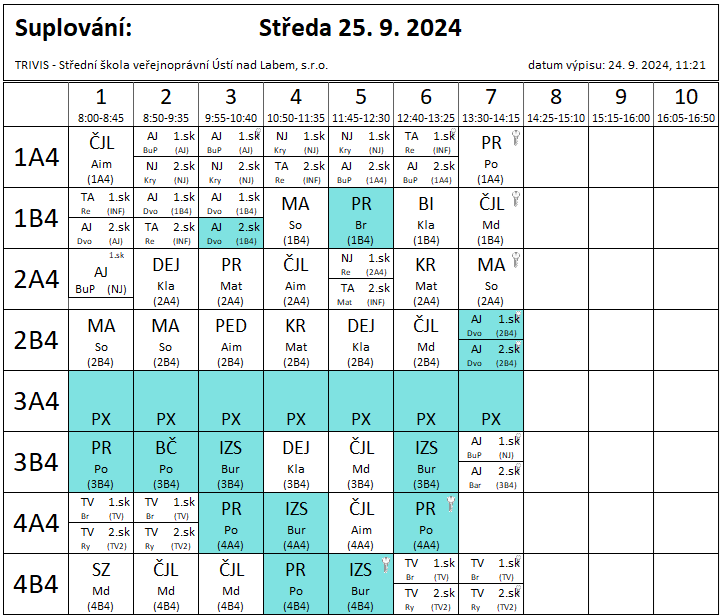 Suplování: Středa 25. 9. 2024
TRIVIS - Střední škola veřejnoprávní Ústí nad Labem, s.r.o. datum výpisu: 24. 9. 2024, 11:21
1 2 3 4 5 6 7 8 9 10
8:00-8:45 8:50-9:35 9:55-10:40 10:50-11:35 11:45-12:30 12:40-13:25 13:30-14:15 14:25-15:10 15:15-16:00 16:05-16:50
1A4
ČJL
Aim
(1A4)
AJ 1.sk
BuP (AJ)
NJ 2.sk
Kry (NJ)
AJ 1.sk
BuP (AJ)
NJ 2.sk
Kry (NJ)
NJ 1.sk
Kry (NJ)
TA 2.sk
Re (INF)
NJ 1.sk
Kry (NJ)
AJ 2.sk
BuP (1A4)
TA 1.sk
Re (INF)
AJ 2.sk
BuP (1A4)
PR
Po
(1A4)
1B4
TA 1.sk
Re (INF)
AJ 2.sk
Dvo (AJ)
AJ 1.sk
Dvo (1B4)
TA 2.sk
Re (INF)
AJ 1.sk
Dvo (1B4)
AJ 2.sk
Dvo (1B4)
MA
So
(1B4)
PR
Br
(1B4)
BI
Kla
(1B4)
ČJL
Md
(1B4)
2A4
1.sk
AJ
BuP (NJ)
DEJ
Kla
(2A4)
PR
Mat
(2A4)
ČJL
Aim
(2A4)
NJ 1.sk
Re (2A4)
TA 2.sk
Mat (INF)
KR
Mat
(2A4)
MA
So
(2A4)
2B4
MA
So
(2B4)
MA
So
(2B4)
PED
Aim
(2B4)
KR
Mat
(2B4)
DEJ
Kla
(2B4)
ČJL
Md
(2B4)
AJ 1.sk
Dvo (2B4)
AJ 2.sk
Dvo (2B4)
3A4
PX PX PX PX PX PX PX
3B4
PR
Po
(3B4)
BČ
Po
(3B4)
IZS
Bur
(3B4)
DEJ
Kla
(3B4)
ČJL
Md
(3B4)
IZS
Bur
(3B4)
AJ 1.sk
BuP (NJ)
AJ 2.sk
Bar (3B4)
4A4
TV 1.sk
Br (TV)
TV 2.sk
Ry (TV2)
TV 1.sk
Br (TV)
TV 2.sk
Ry (TV2)
PR
Po
(4A4)
IZS
Bur
(4A4)
ČJL
Aim
(4A4)
PR
Po
(4A4)
4B4
SZ
Md
(4B4)
ČJL
Md
(4B4)
ČJL
Md
(4B4)
PR
Po
(4B4)
IZS
Bur
(4B4)
TV 1.sk
Br (TV)
TV 2.sk
Ry (TV2)
TV 1.sk
Br (TV)
TV 2.sk
Ry (TV2)